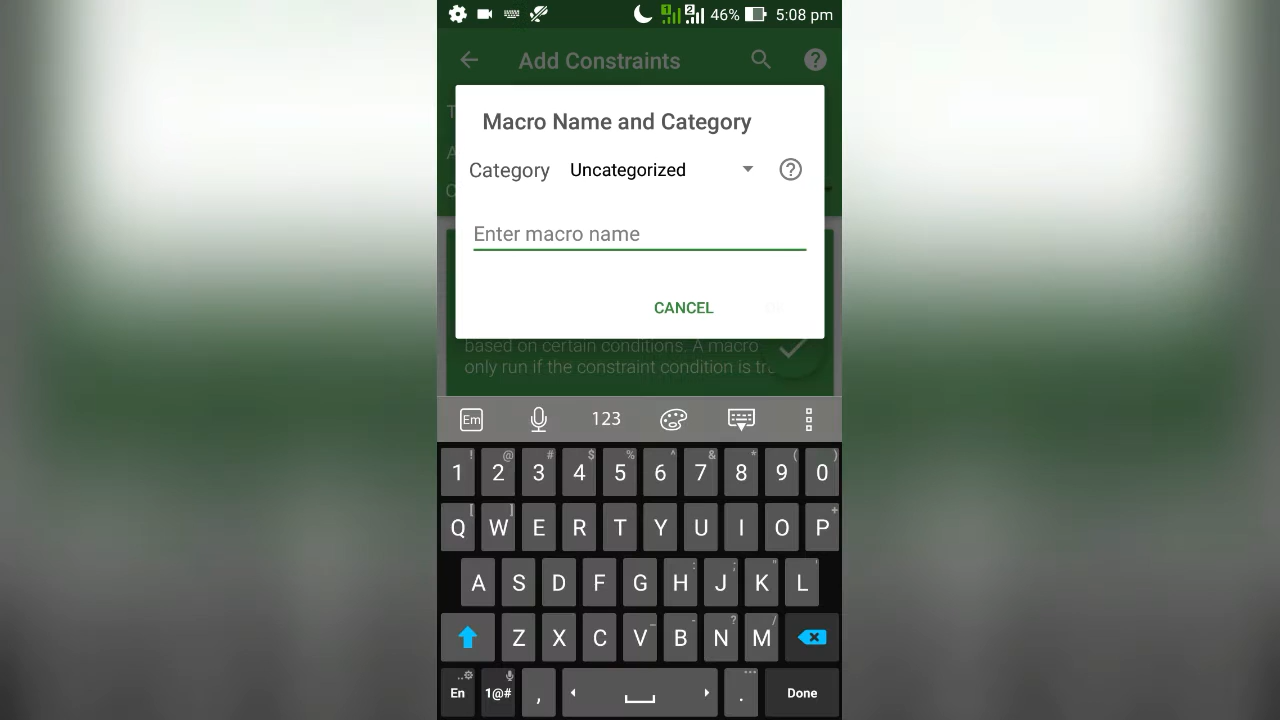 46% 5:08 pm
Add Constraints
Macro Name and Category
Category Uncategorized
Enter macro name
CANCEL
based on certain conditions. A macro
only run if the constraint condition is
Em 123
! @ # $ % ^ & * ( )
1 2 3 4 5 6 7 8 9 0
[ ] +
Q W E R T Y U I O P
: ; " '
A S D F G H J K L
_ - ? /
Z X C V B N M
En 1@# , . Done